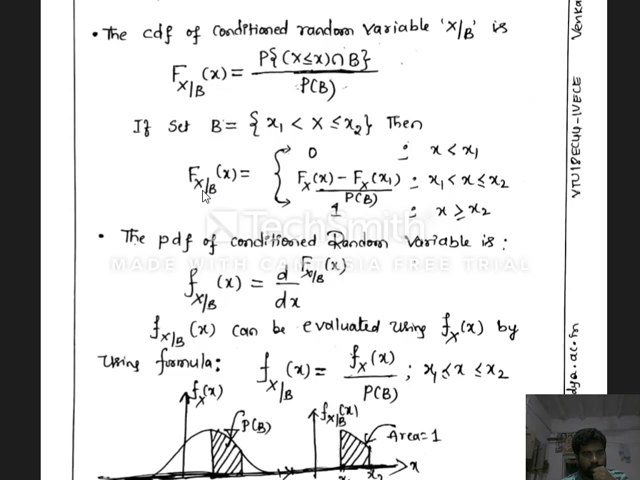 • The cdf of conditioned random variable 'X/B' is
F_{X/B}(x) = P{(X≤x)∩B} / P(B)
If Set B = { x₁ < X ≤ x₂} Then
F_{X/B}(x) = { 0 : x < x₁
F_X(x) - F_X(x₁) / P(B) : x₁ < x ≤ x₂
1 : x ≥ x₂
TechSmith
• The pdf of conditioned Random Variable is :
MADE WITH CAMTASIA FREE TRIAL
f_{X/B}(x) = d/dx F_{X/B}(x)
f_{X/B}(x) can be evaluated using f_X(x) by
Using formula: f_{X/B}(x) = f_X(x) / P(B) ; x₁ ≤ x ≤ x₂
f_X(x) P(B) f_{X/B}(x) Area = 1
x₂ x
VTU18EC44-IVECE Venka